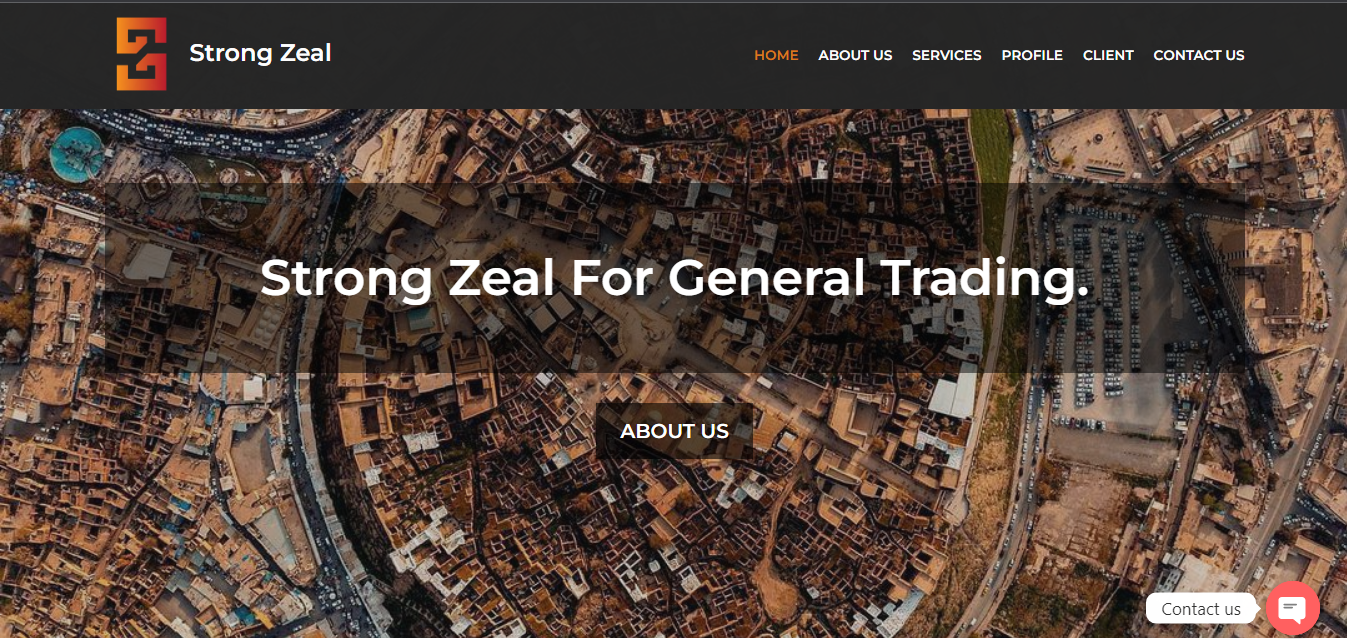 Strong Zeal
HOME ABOUT US SERVICES PROFILE CLIENT CONTACT US
Strong Zeal For General Trading.
ABOUT US
Contact us